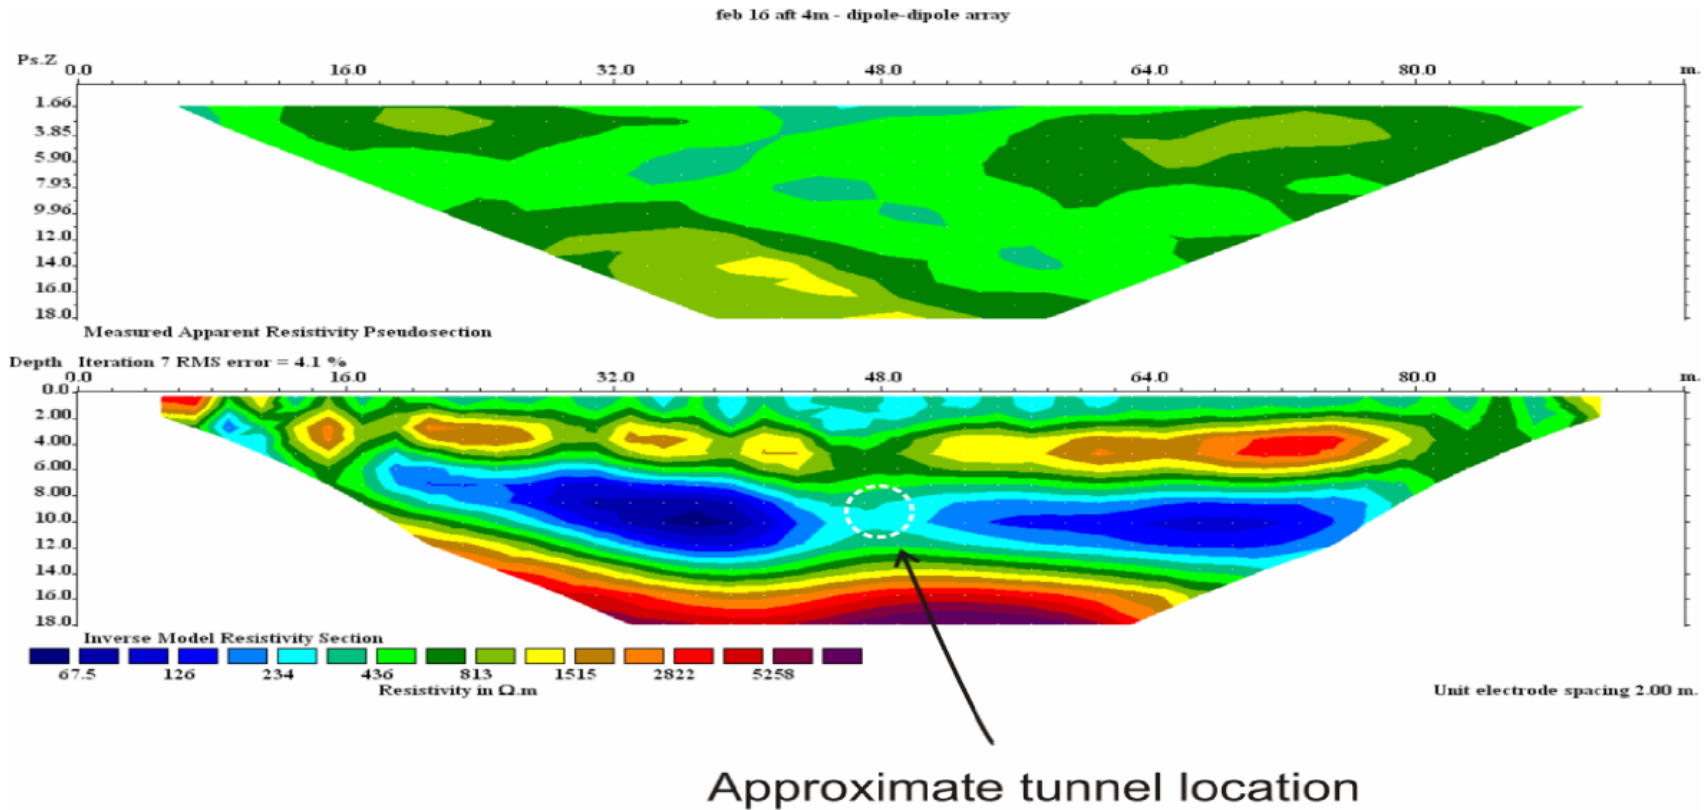 feb 16 aft 4m - dipole-dipole array
Ps.Z 0.0 16.0 32.0 48.0 64.0 80.0 m.
1.66
3.85
5.90
7.93
9.96
12.0
14.0
16.0
18.0
Measured Apparent Resistivity Pseudosection
Depth Iteration 7 RMS error = 4.1 %
0.0 16.0 32.0 48.0 64.0 80.0 m.
0.0
2.00
4.00
6.00
8.00
10.0
12.0
14.0
16.0
18.0
Inverse Model Resistivity Section
67.5 126 234 436 813 1515 2822 5258
Resistivity in Ω.m
Unit electrode spacing 2.00 m.
Approximate tunnel location